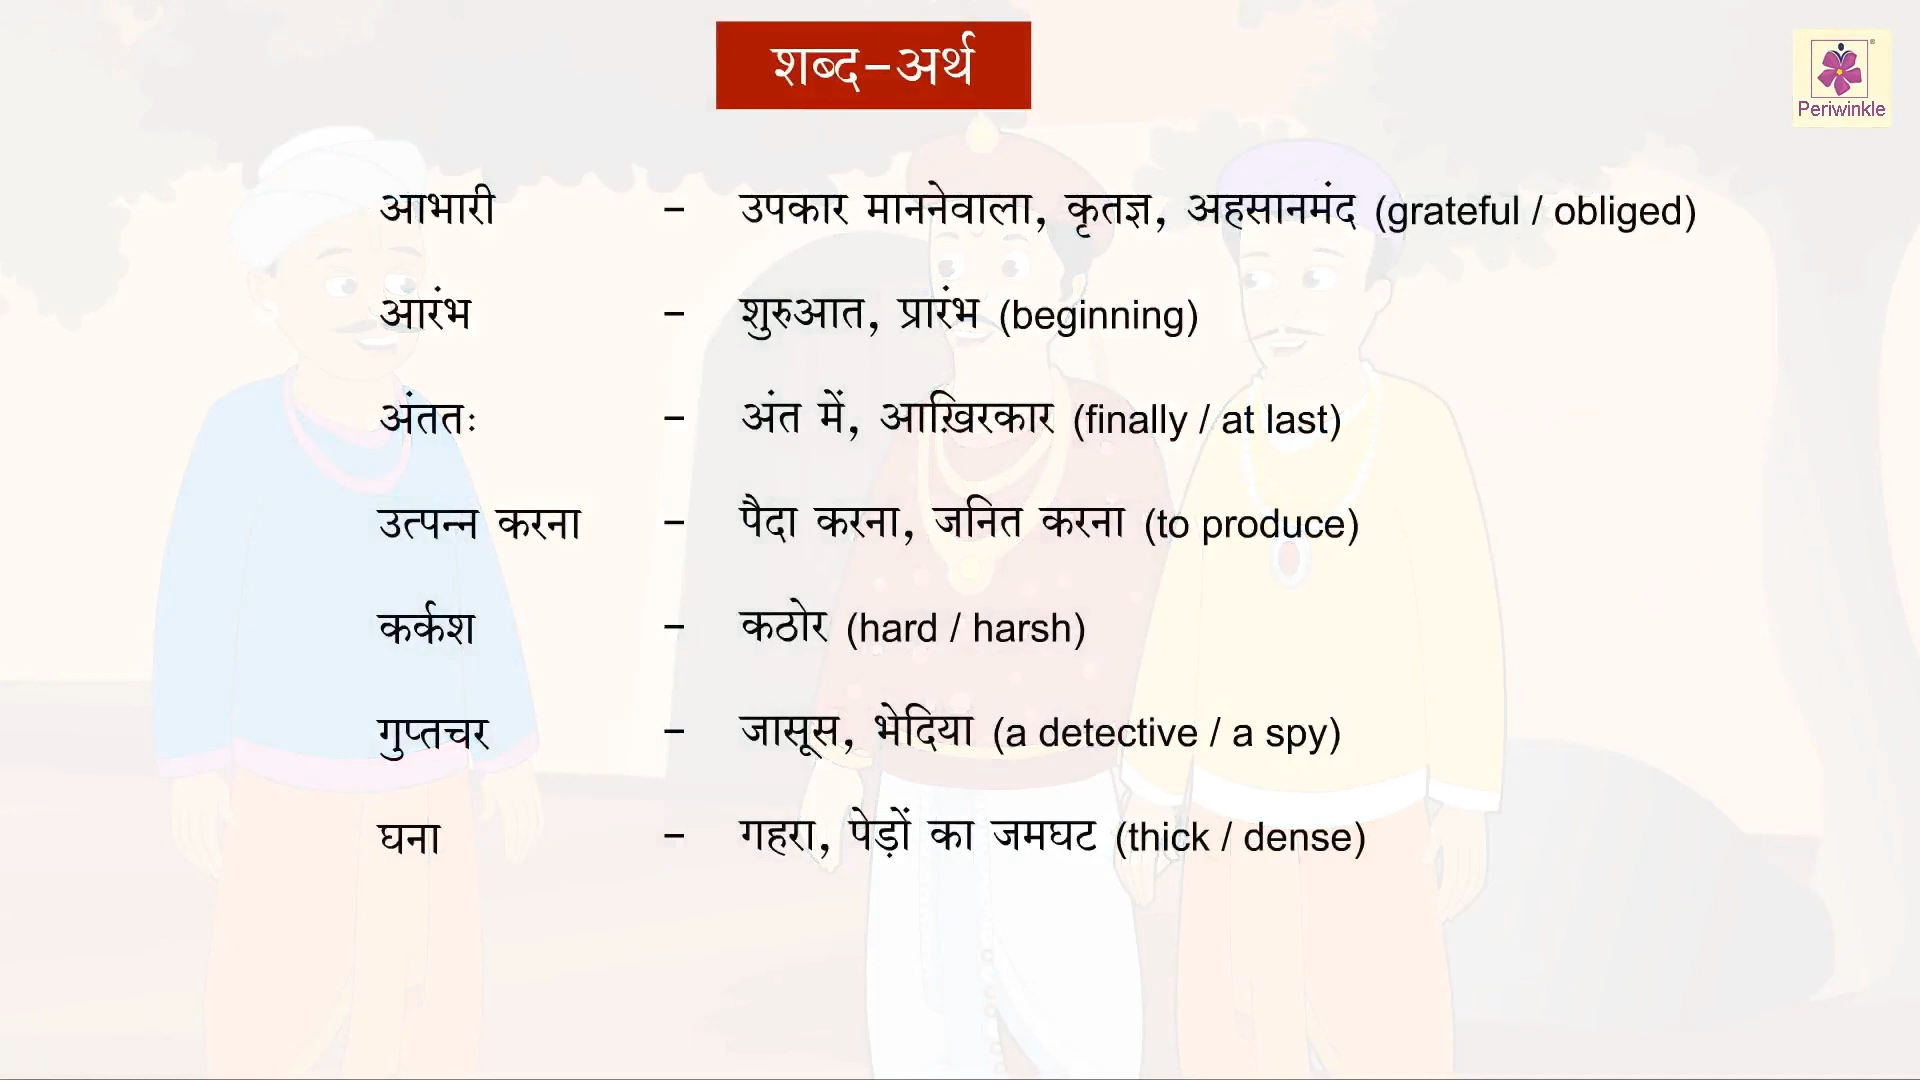 शब्द-अर्थ
Periwinkle
आभारी - उपकार माननेवाला, कृतज्ञ, अहसानमंद (grateful / obliged)
आरंभ - शुरुआत, प्रारंभ (beginning)
अंततः - अंत में, आख़िरकार (finally / at last)
उत्पन्न करना - पैदा करना, जनित करना (to produce)
कर्कश - कठोर (hard / harsh)
गुप्तचर - जासूस, भेदिया (a detective / a spy)
घना - गहरा, पेड़ों का जमघट (thick / dense)